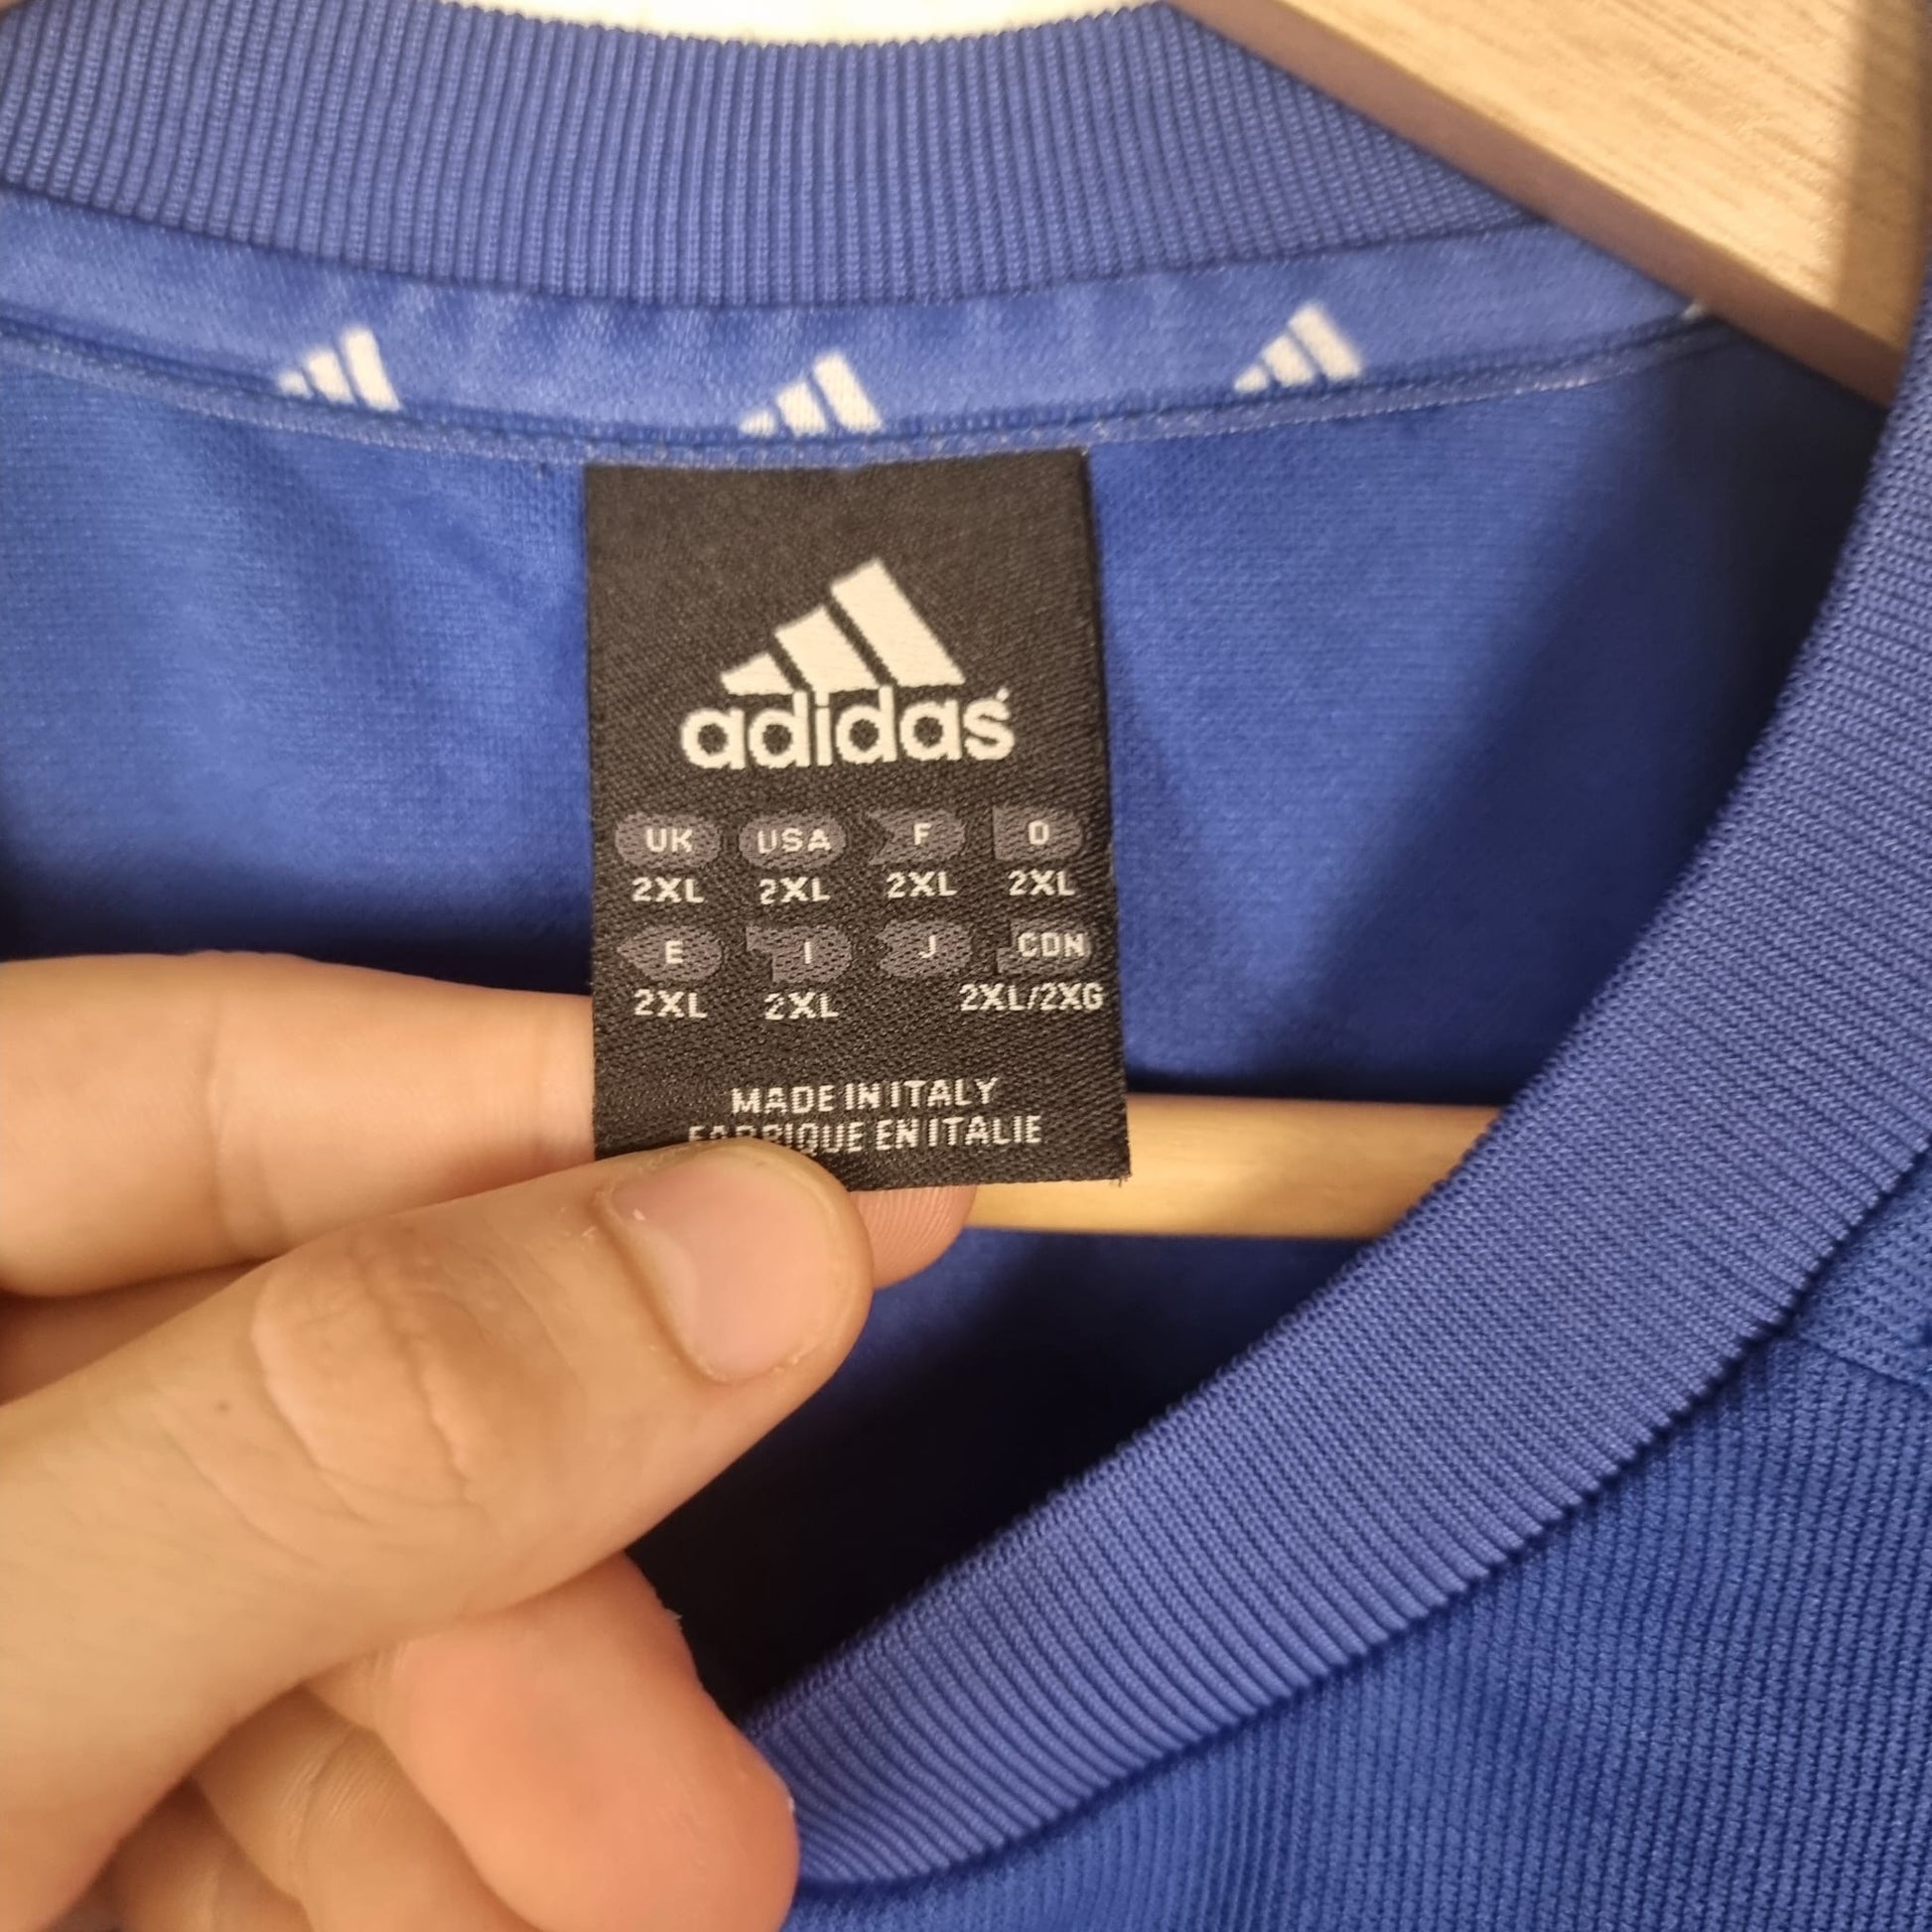 adidas
UK USA F D
2XL 2XL 2XL 2XL
E I J CDN
2XL 2XL 2XL/2XG
MADE IN ITALY
FABRIQUE EN ITALIE